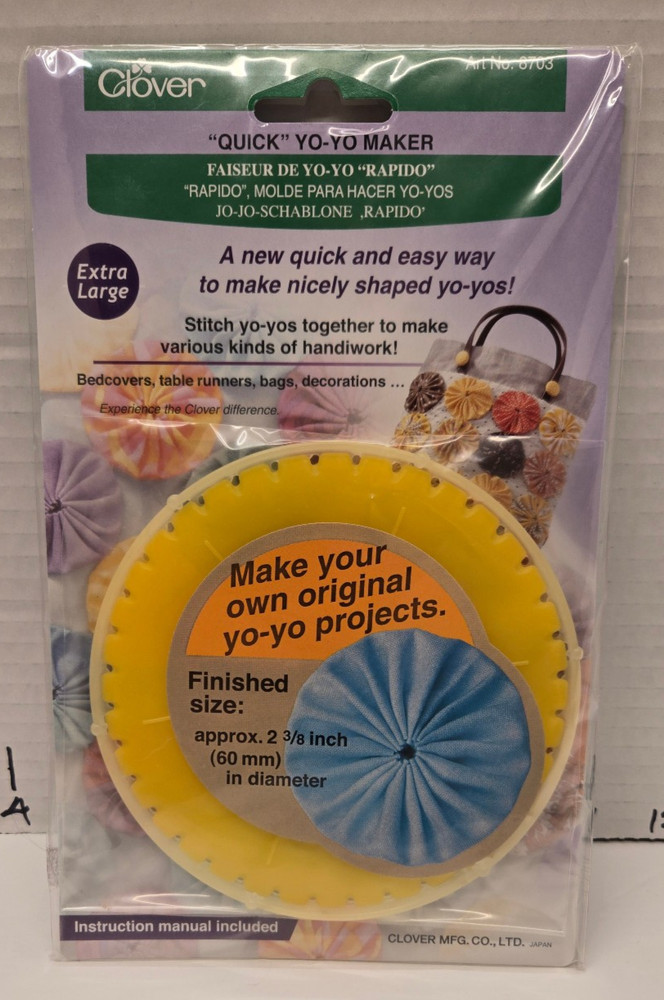 Clover
Art No. 8703
"QUICK" YO-YO MAKER
FAISEUR DE YO-YO "RAPIDO"
"RAPIDO", MOLDE PARA HACER YO-YOS
JO-JO-SCHABLONE ‚RAPIDO'
Extra
Large
A new quick and easy way
to make nicely shaped yo-yos!
Stitch yo-yos together to make
various kinds of handiwork!
Bedcovers, table runners, bags, decorations ...
Experience the Clover difference.
Make your
own original
yo-yo projects.
Finished
size:
approx. 2 3/8 inch
(60 mm)
in diameter
Instruction manual included
CLOVER MFG. CO., LTD. JAPAN